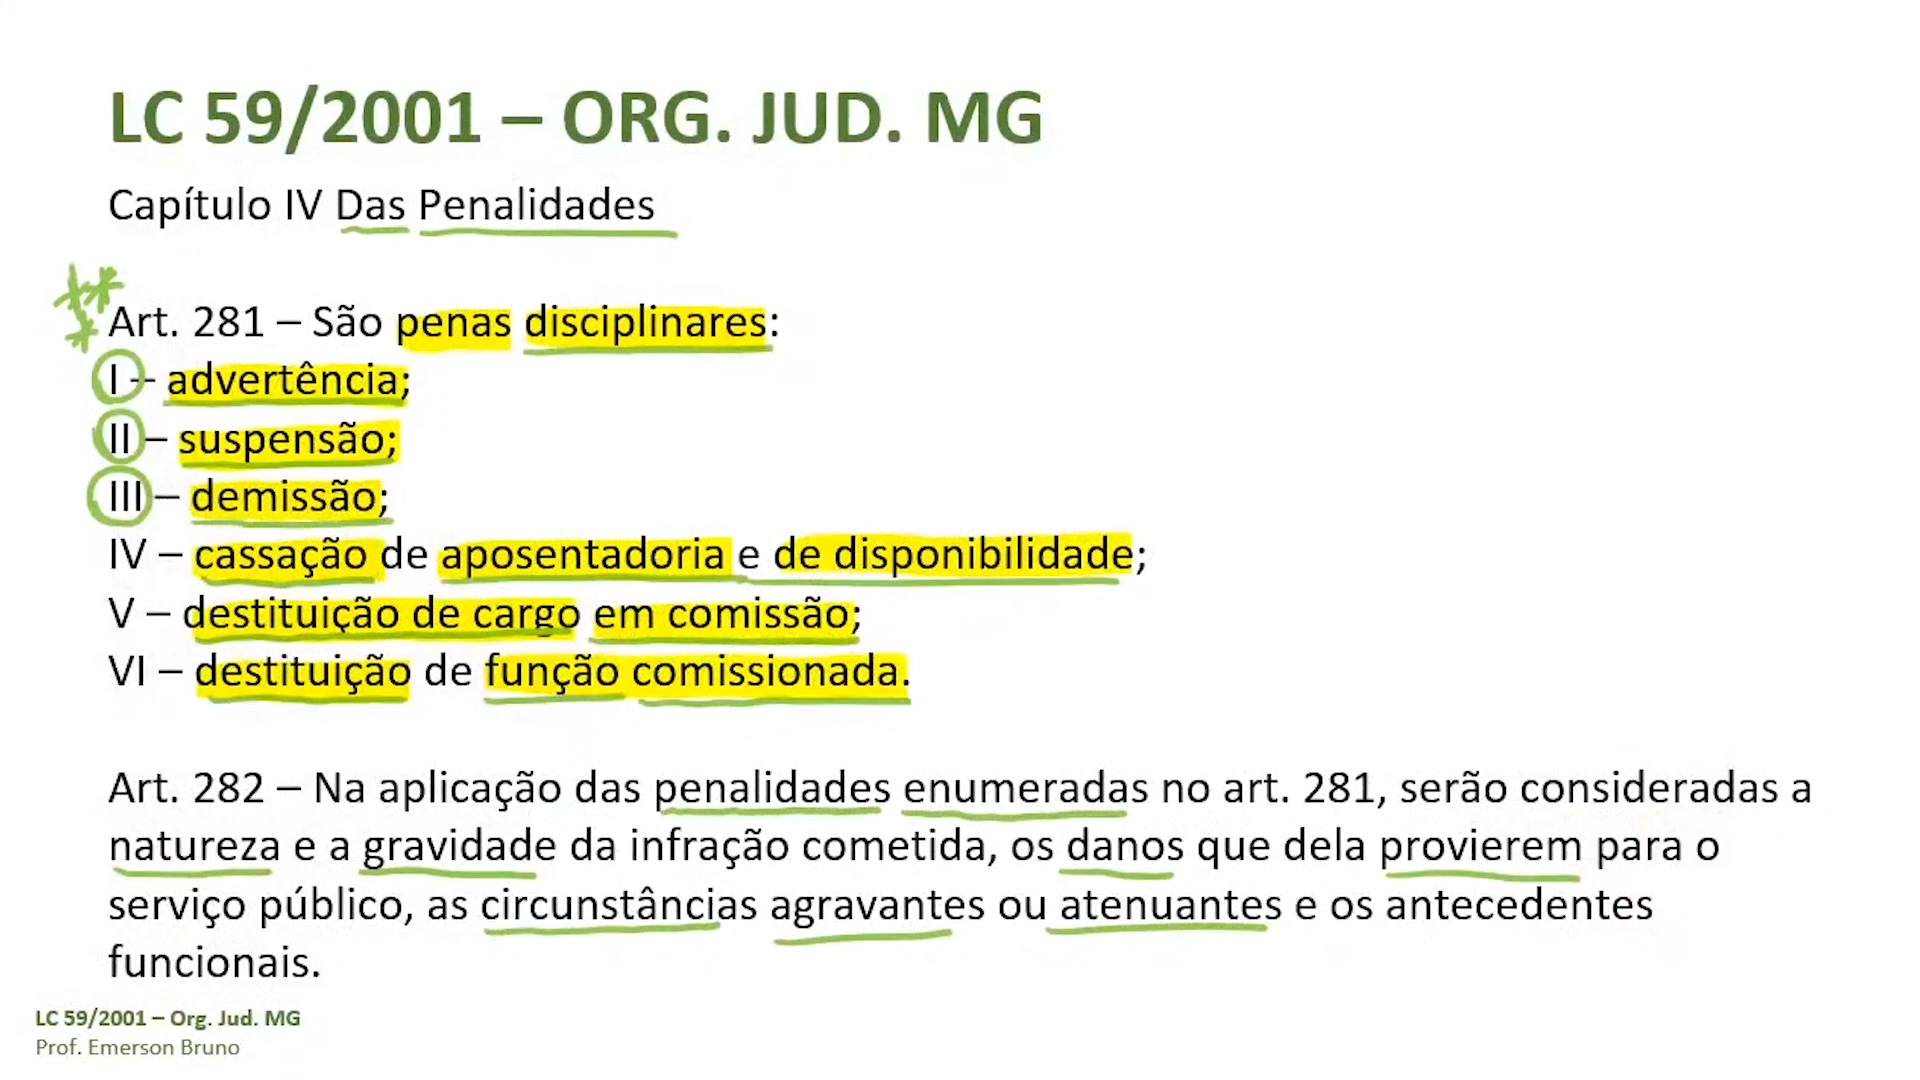 LC 59/2001 – ORG. JUD. MG
Capítulo IV Das Penalidades
Art. 281 – São penas disciplinares:
I – advertência;
II – suspensão;
III – demissão;
IV – cassação de aposentadoria e de disponibilidade;
V – destituição de cargo em comissão;
VI – destituição de função comissionada.
Art. 282 – Na aplicação das penalidades enumeradas no art. 281, serão consideradas a
natureza e a gravidade da infração cometida, os danos que dela provierem para o
serviço público, as circunstâncias agravantes ou atenuantes e os antecedentes
funcionais.
LC 59/2001 – Org. Jud. MG
Prof. Emerson Bruno